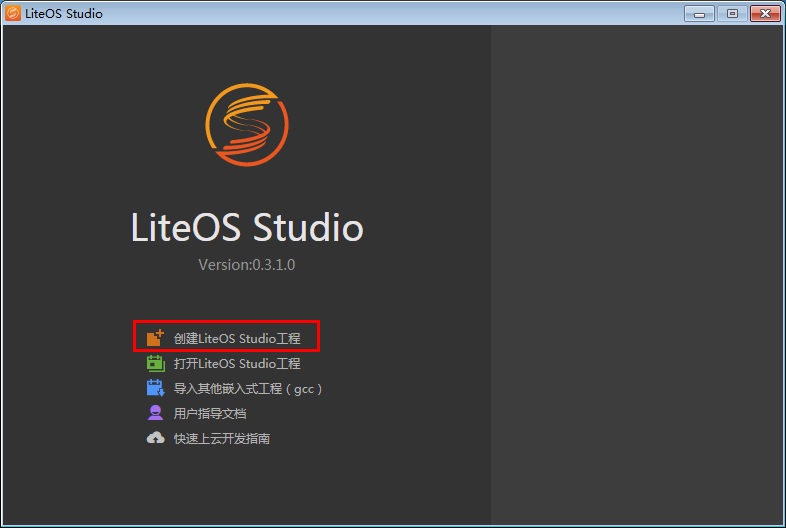 LiteOS Studio
LiteOS Studio
Version:0.3.1.0
创建LiteOS Studio工程
打开LiteOS Studio工程
导入其他嵌入式工程（gcc）
用户指导文档
快速上云开发指南